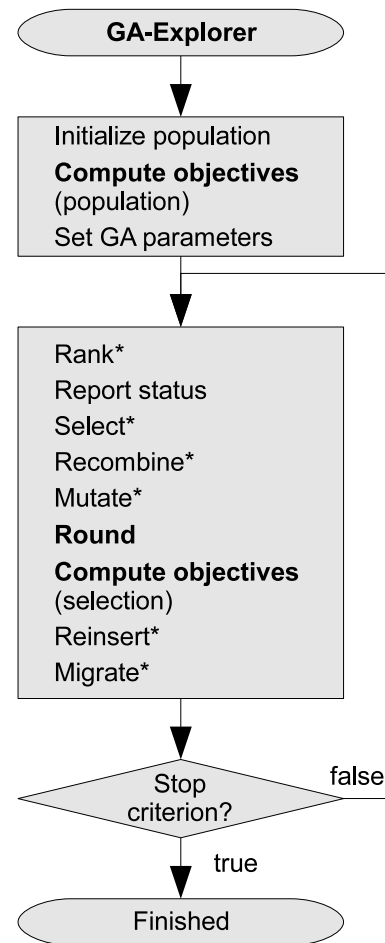 GA-Explorer
Initialize population
Compute objectives
(population)
Set GA parameters
Rank*
Report status
Select*
Recombine*
Mutate*
Round
Compute objectives
(selection)
Reinsert*
Migrate*
Stop
criterion?
false
true
Finished